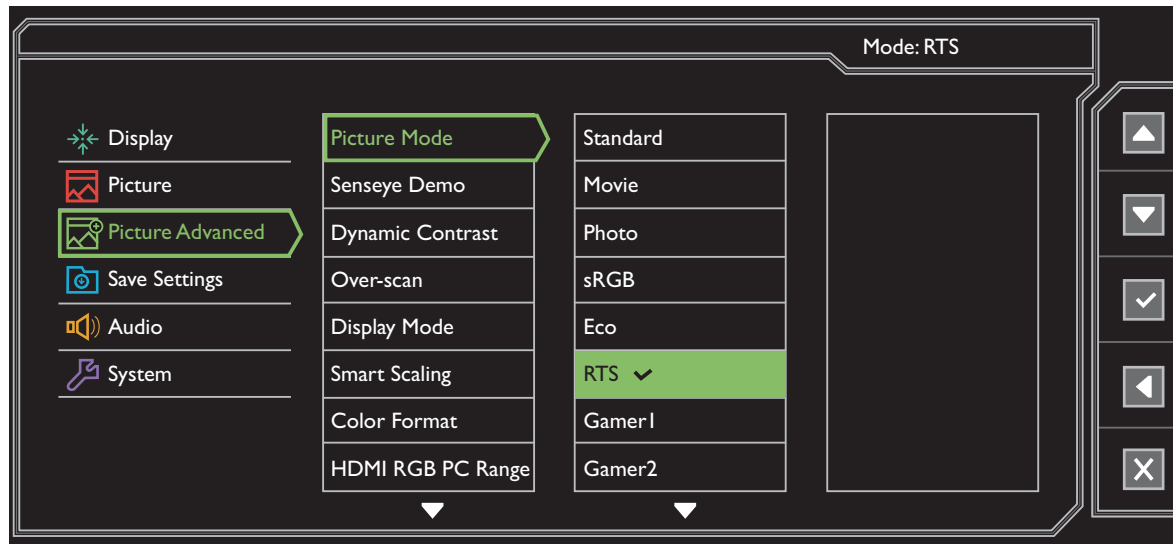 Mode: RTS
Display
Picture
Picture Advanced
Save Settings
Audio
System
Picture Mode
Senseye Demo
Dynamic Contrast
Over-scan
Display Mode
Smart Scaling
Color Format
HDMI RGB PC Range
Standard
Movie
Photo
sRGB
Eco
RTS
Gamer1
Gamer2